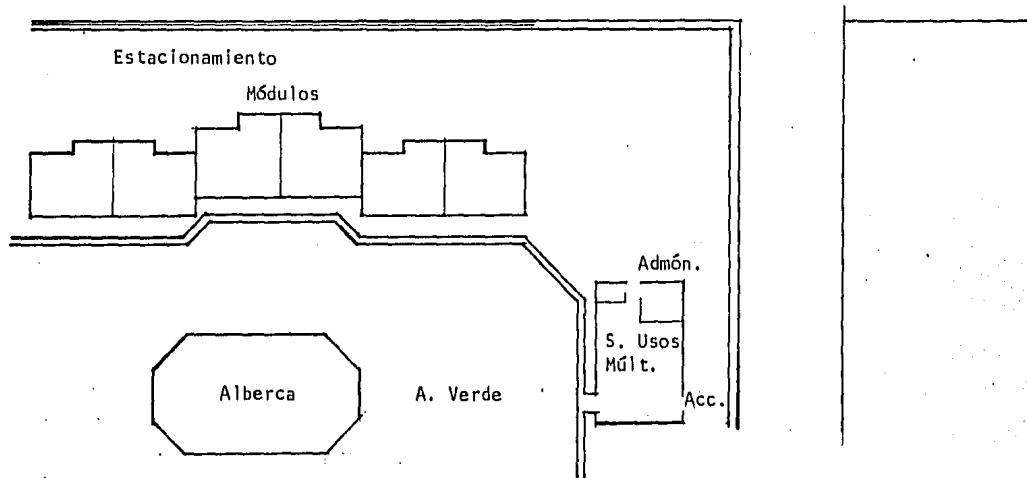 Estacionamiento
Módulos
Admón.
S. Usos
Múlt.
Alberca
A. Verde
Acc.